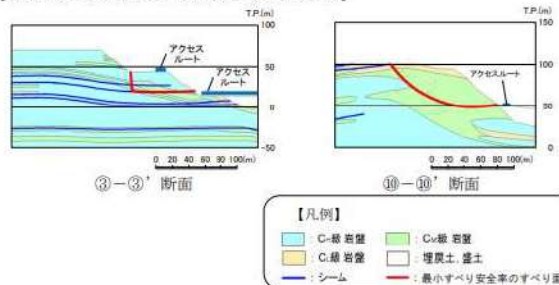 T.P.(m)
100
アクセス
ルート
アクセス
ルート
50
0
-50
0 20 40 60 80 100(m)
③-③' 断面
T.P.(m)
150
100
アクセスルート
50
0
0 20 40 60 80 100(m)
⑩-⑩' 断面
【凡例】
: CH級 岩盤
: CM級 岩盤
: CL級 岩盤
: 埋戻土, 盛土
: シーム
: 最小すべり安全率のすべり面